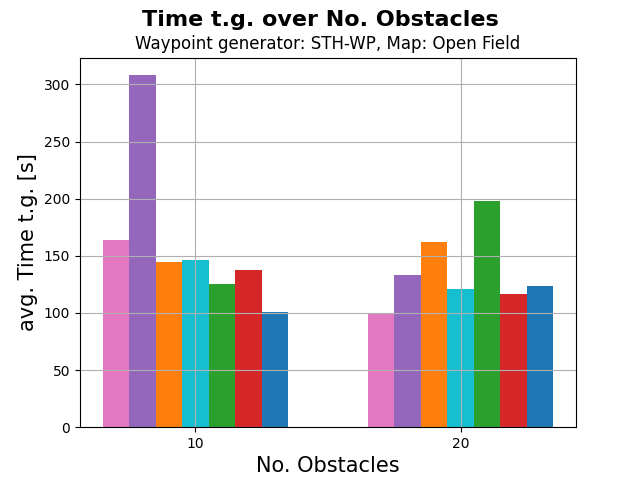 Time t.g. over No. Obstacles
Waypoint generator: STH-WP, Map: Open Field
avg. Time t.g. [s]
300
250
200
150
100
50
0
10
20
No. Obstacles